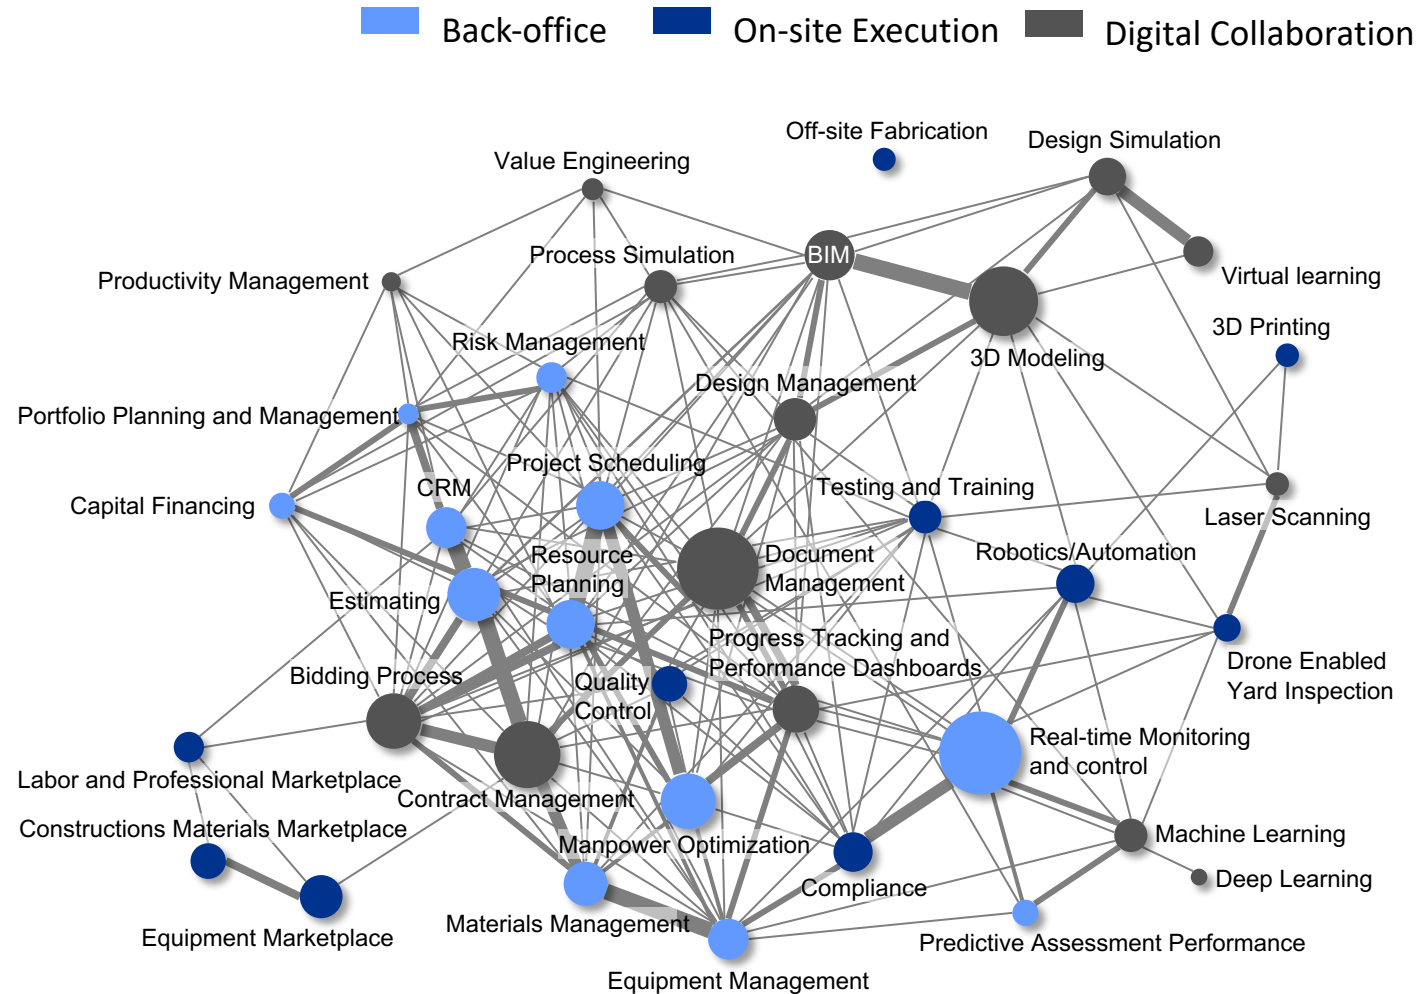 Back-office
On-site Execution
Digital Collaboration
Off-site Fabrication
Design Simulation
Value Engineering
Process Simulation
BIM
Virtual learning
Productivity Management
3D Printing
Risk Management
3D Modeling
Design Management
Portfolio Planning and Management
Project Scheduling
CRM
Testing and Training
Capital Financing
Laser Scanning
Resource
Planning
Document
Management
Robotics/Automation
Estimating
Progress Tracking and
Performance Dashboards
Bidding Process
Quality
Control
Drone Enabled
Yard Inspection
Real-time Monitoring
and control
Labor and Professional Marketplace
Contract Management
Constructions Materials Marketplace
Manpower Optimization
Machine Learning
Compliance
Deep Learning
Materials Management
Equipment Marketplace
Predictive Assessment Performance
Equipment Management